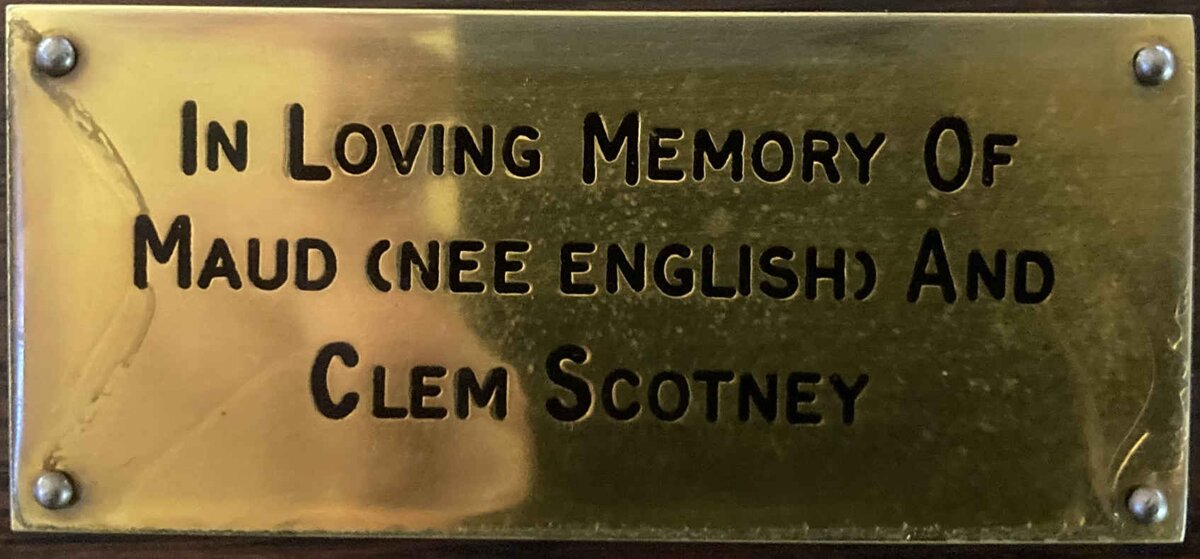 In Loving Memory Of
Maud (nee english) And
Clem Scotney